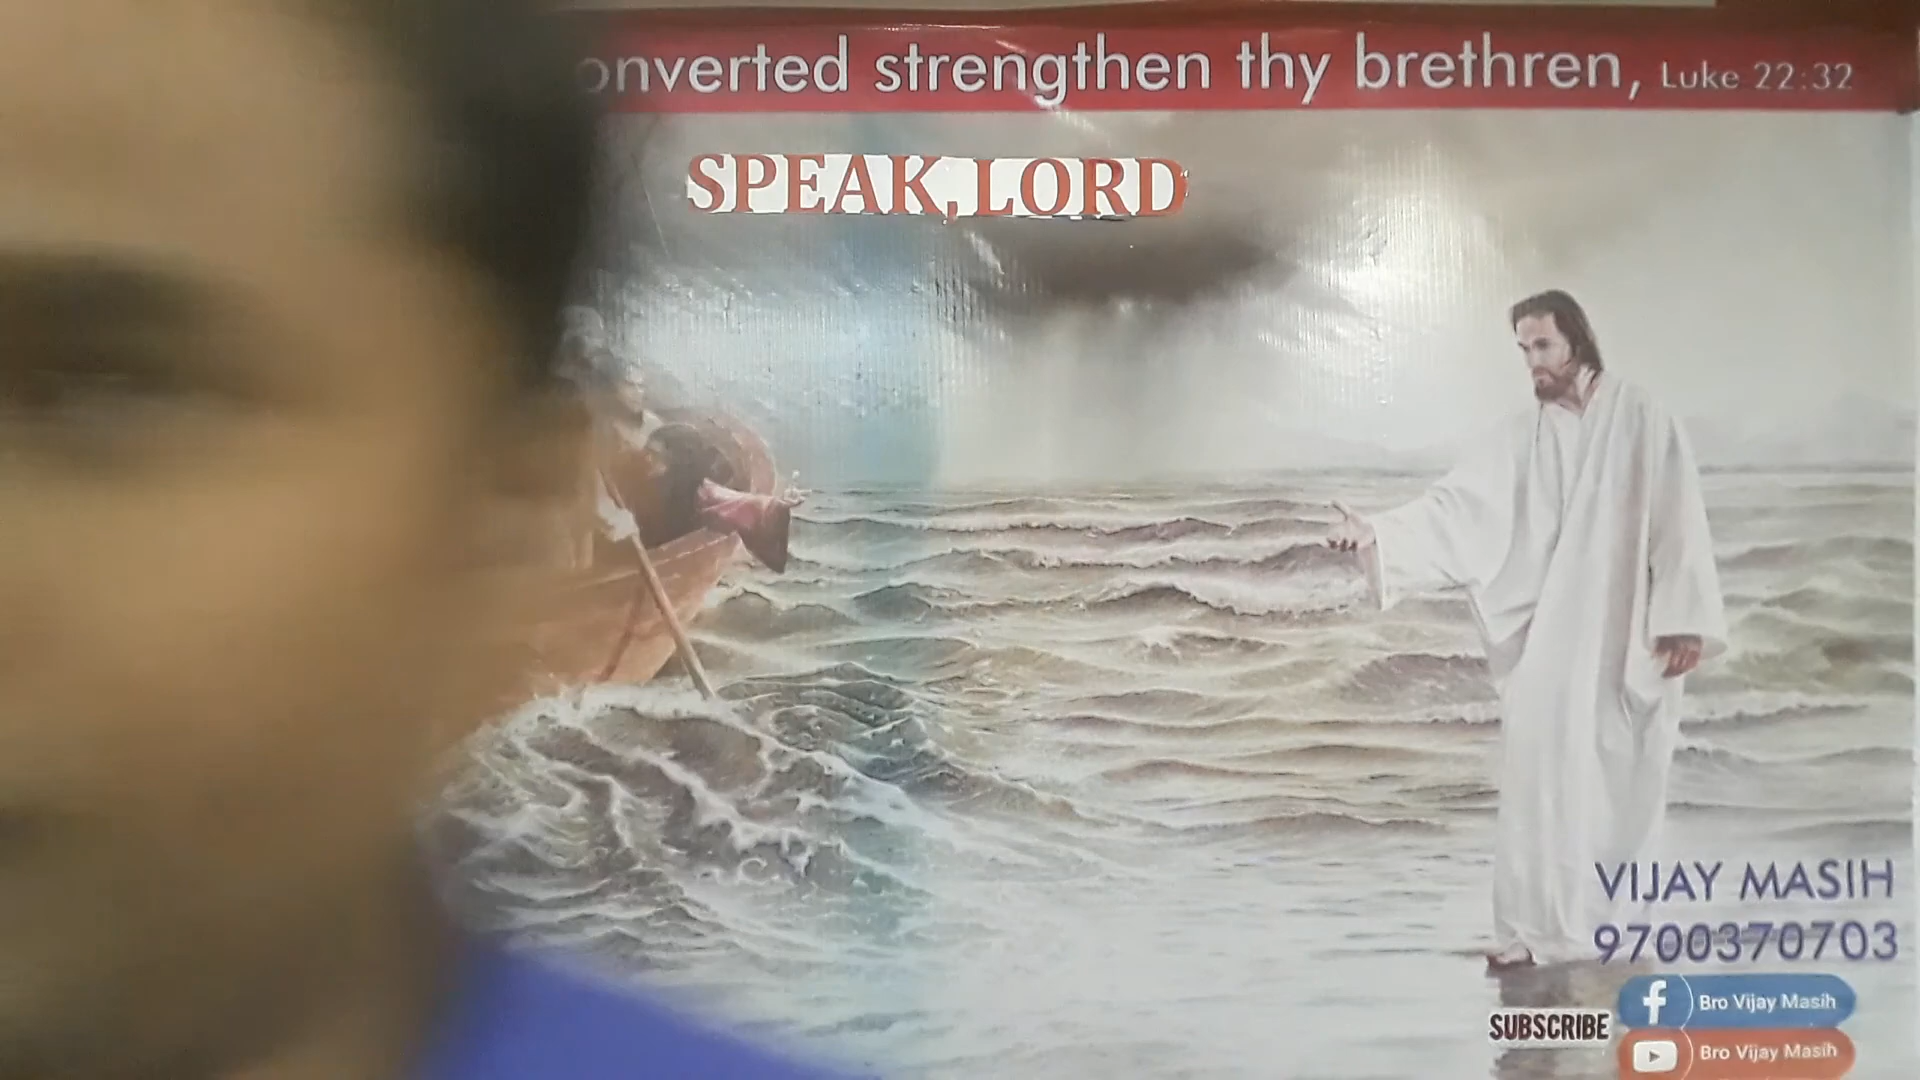 onverted strengthen thy brethren, Luke 22:32
SPEAK, LORD
VIJAY MASIH
9700370703
Bro Vijay Masih
SUBSCRIBE
Bro Vijay Masih